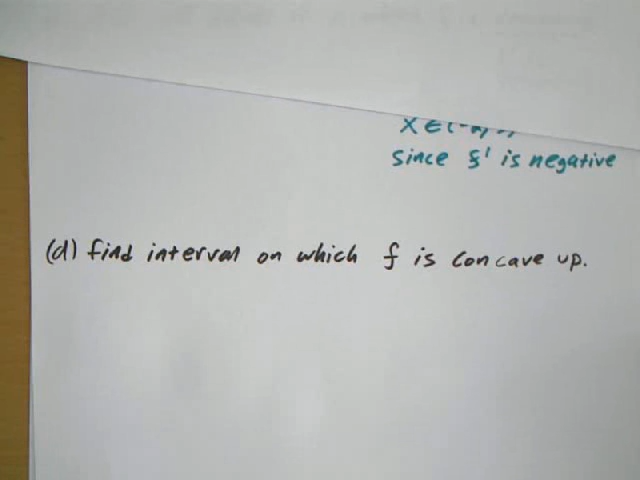 since f' is negative
(d) find interval on which f is concave up.